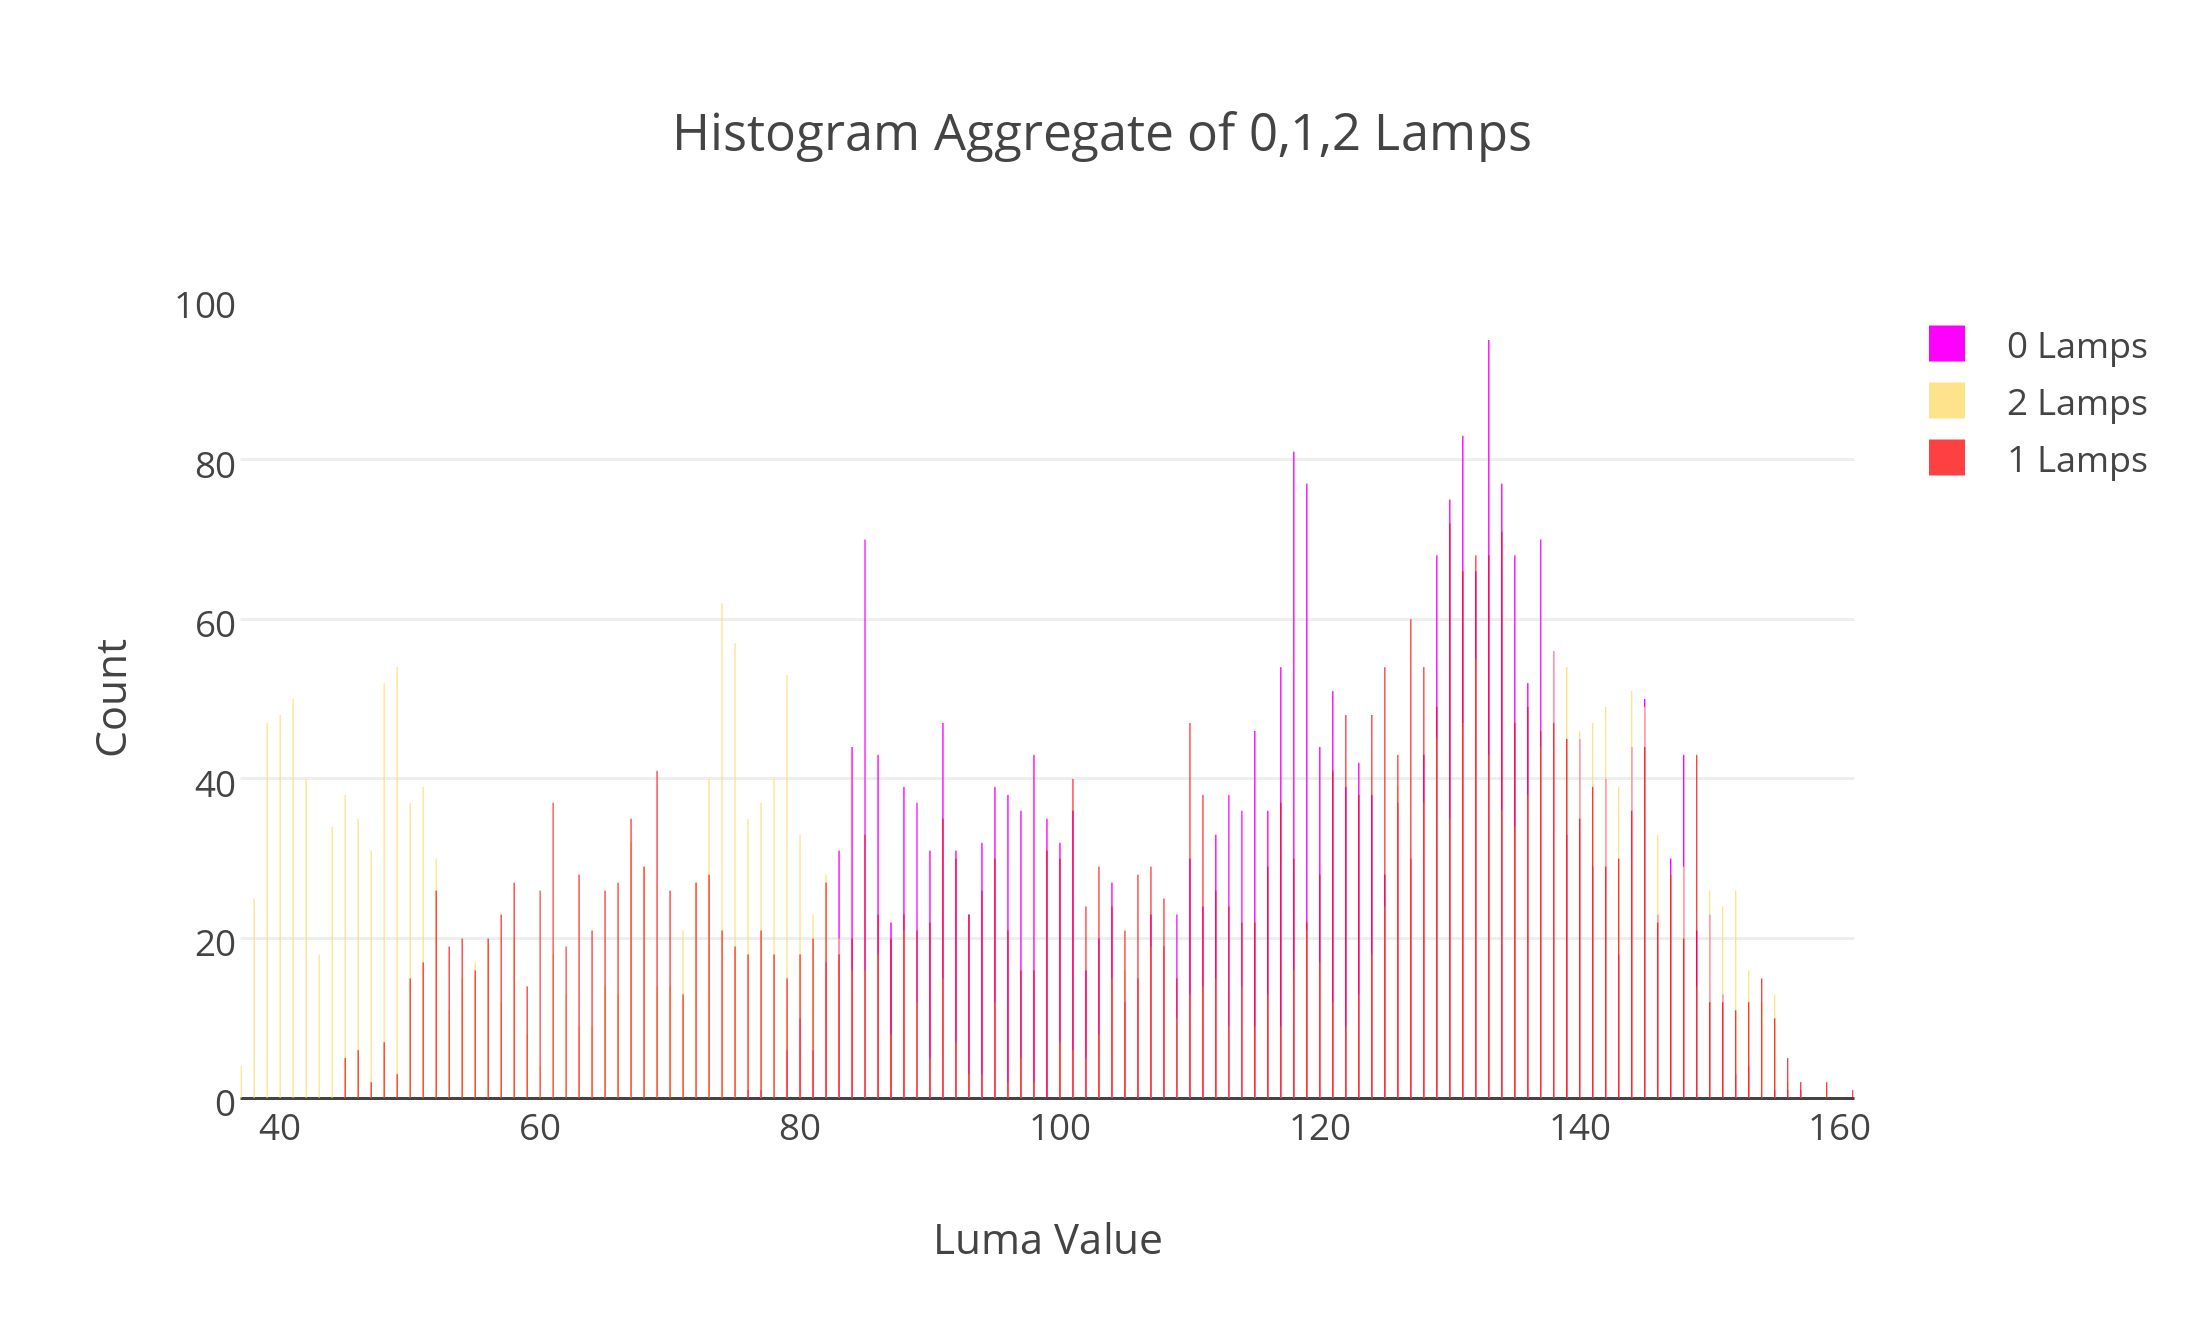 Histogram Aggregate of 0,1,2 Lamps
100
80
60
40
20
0
Count
40 60 80 100 120 140 160
Luma Value
0 Lamps
2 Lamps
1 Lamps